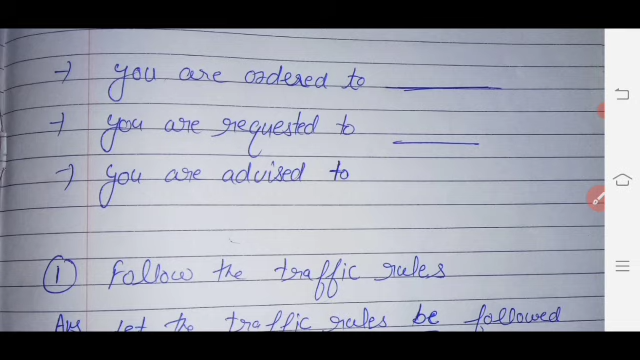 → you are ordered to ______
→ you are requested to ______
→ you are advised to
① Follow the traffic rules
Ans let the traffic rules be followed